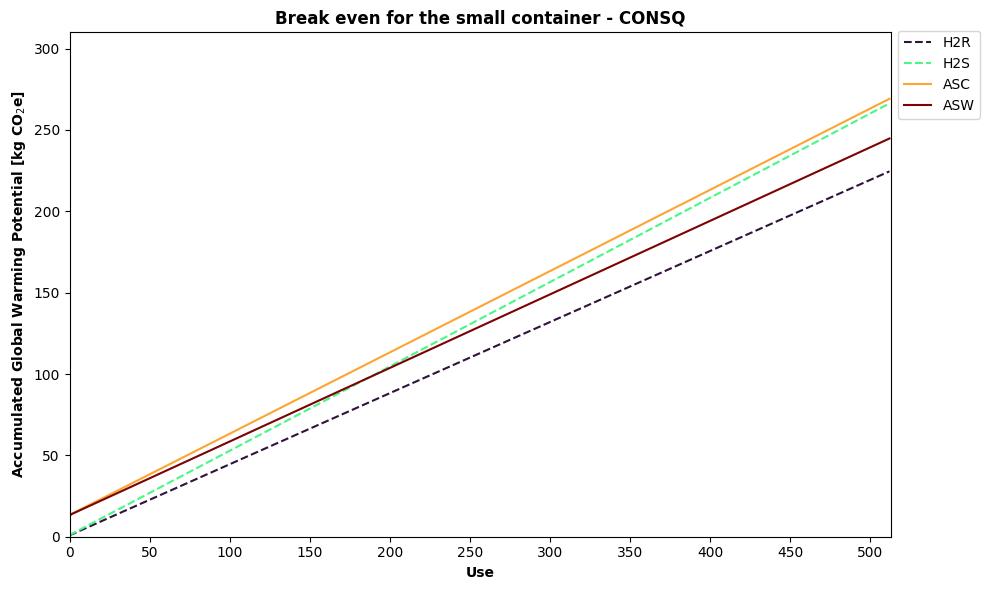 Break even for the small container - CONSQ
H2R
H2S
ASC
ASW
Accumulated Global Warming Potential [kg CO₂e]
300
250
200
150
100
50
0
0 50 100 150 200 250 300 350 400 450 500
Use